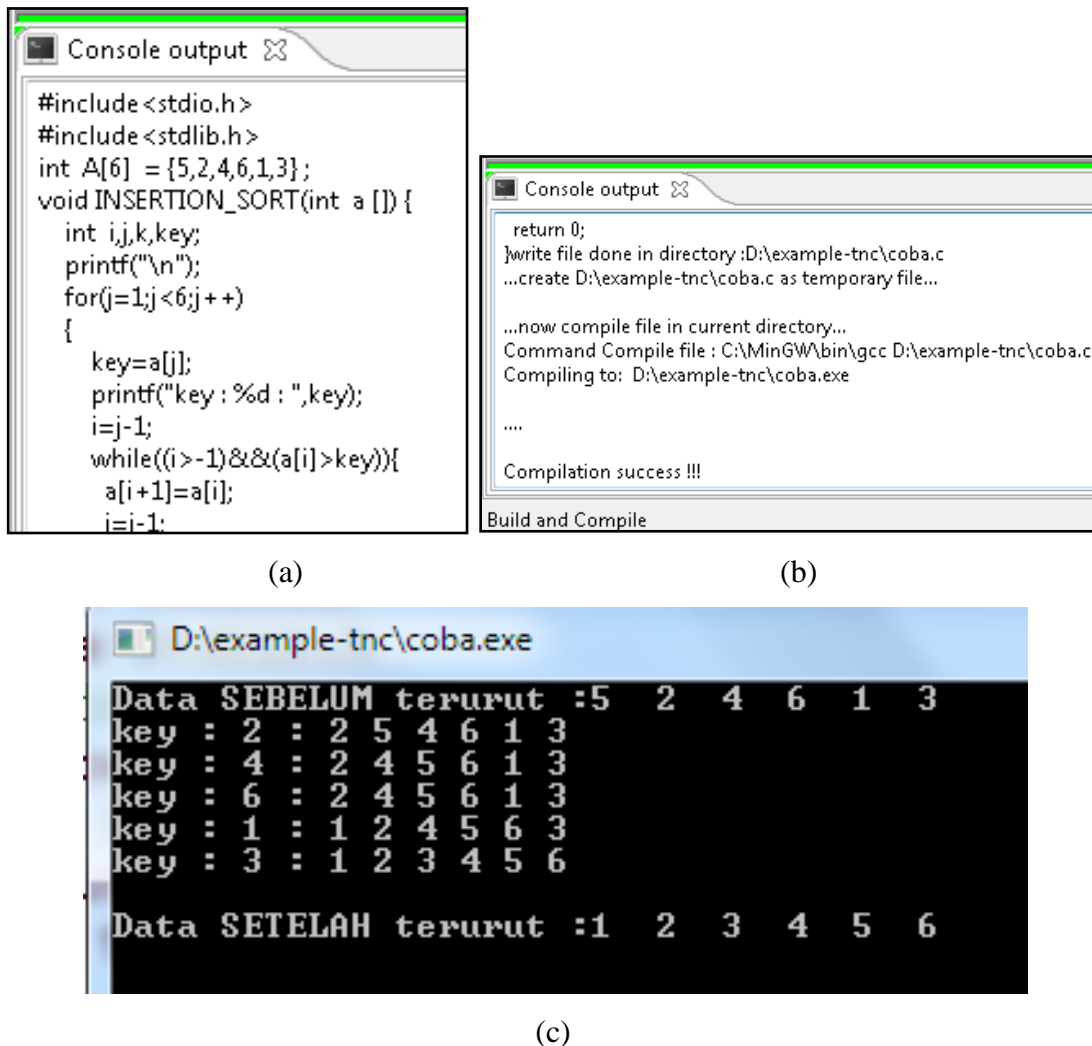 Console output
#include<stdio.h>
#include<stdlib.h>
int A[6] = {5,2,4,6,1,3};
void INSERTION_SORT(int a []) {
int i,j,k,key;
printf("\n");
for(j=1;j<6;j++)
{
key=a[j];
printf("key : %d : ",key);
i=j-1;
while((i>-1)&&(a[i]>key)){
a[i+1]=a[i];
i=i-1;
(a)
Console output
return 0;
}write file done in directory :D:\example-tnc\coba.c
...create D:\example-tnc\coba.c as temporary file...
...now compile file in current directory...
Command Compile file : C:\MinGW\bin\gcc D:\example-tnc\coba.c
Compiling to: D:\example-tnc\coba.exe
....
Compilation success !!!
Build and Compile
(b)
D:\example-tnc\coba.exe
Data SEBELUM terurut :5 2 4 6 1 3
key : 2 : 2 5 4 6 1 3
key : 4 : 2 4 5 6 1 3
key : 6 : 2 4 5 6 1 3
key : 1 : 1 2 4 5 6 3
key : 3 : 1 2 3 4 5 6
Data SETELAH terurut :1 2 3 4 5 6
(c)